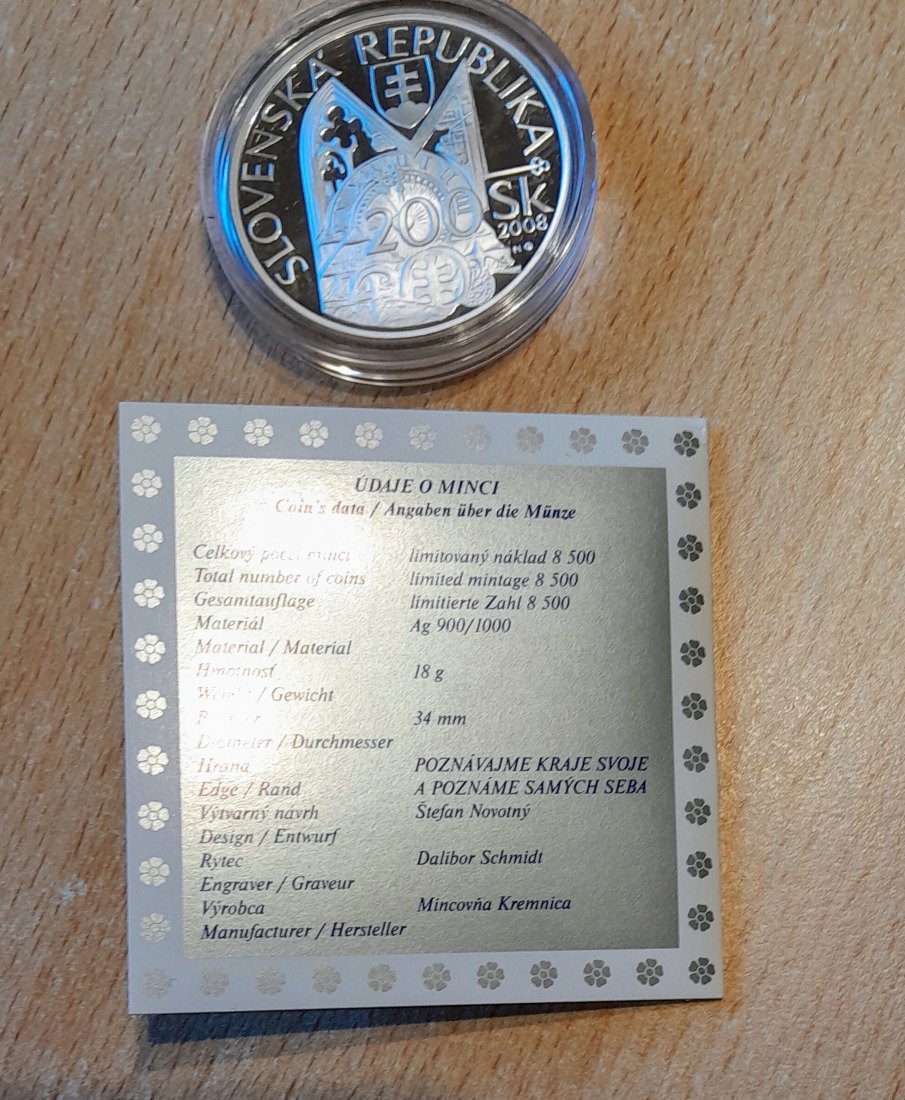 SLOVENSKÁ REPUBLIKA
200
Sk
2008
ÚDAJE O MINCI
Coin's data / Angaben über die Münze
Celkový počet mincí limitovaný náklad 8 500
Total number of coins limited mintage 8 500
Gesamtauflage limitierte Zahl 8 500
Materiál Ag 900/1000
Material / Material
Hmotnosť 18 g
/ Gewicht
34 mm
Diameter / Durchmesser
Hrana POZNÁVAJME KRAJE SVOJE
Edge / Rand A POZNÁME SAMÝCH SEBA
Výtvarný návrh Štefan Novotný
Design / Entwurf
Rytec Dalibor Schmidt
Engraver / Graveur
Výrobca Mincovňa Kremnica
Manufacturer / Hersteller